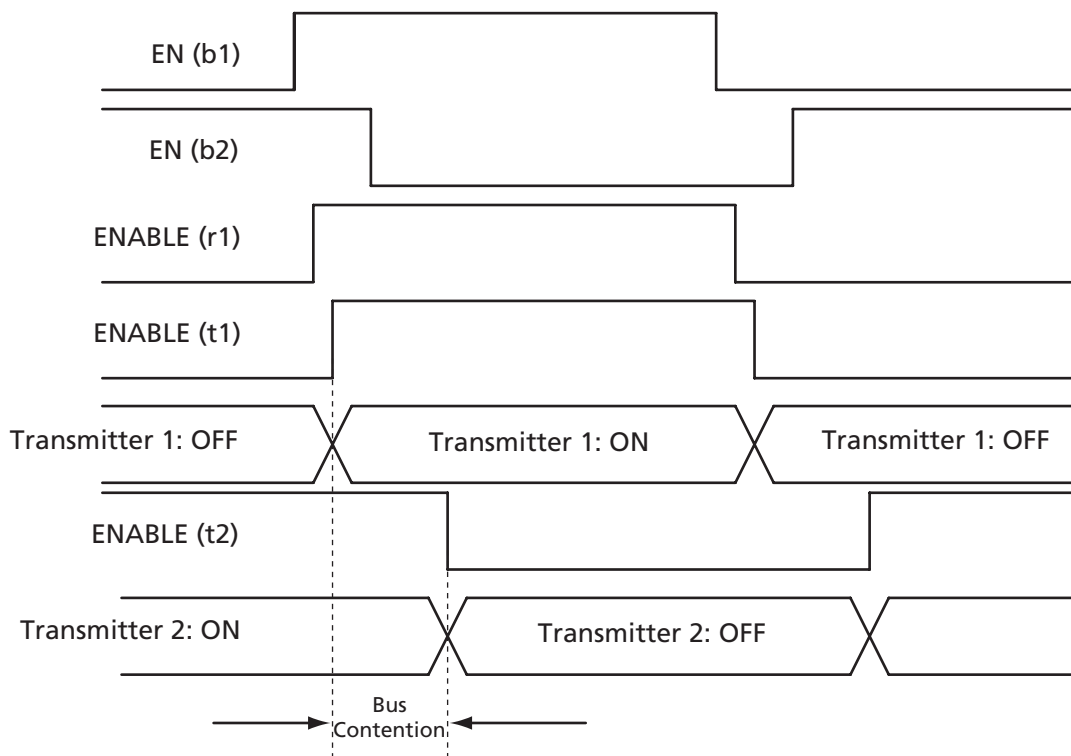 EN (b1)
EN (b2)
ENABLE (r1)
ENABLE (t1)
Transmitter 1: OFF
Transmitter 1: ON
Transmitter 1: OFF
ENABLE (t2)
Transmitter 2: ON
Transmitter 2: OFF
Bus
Contention